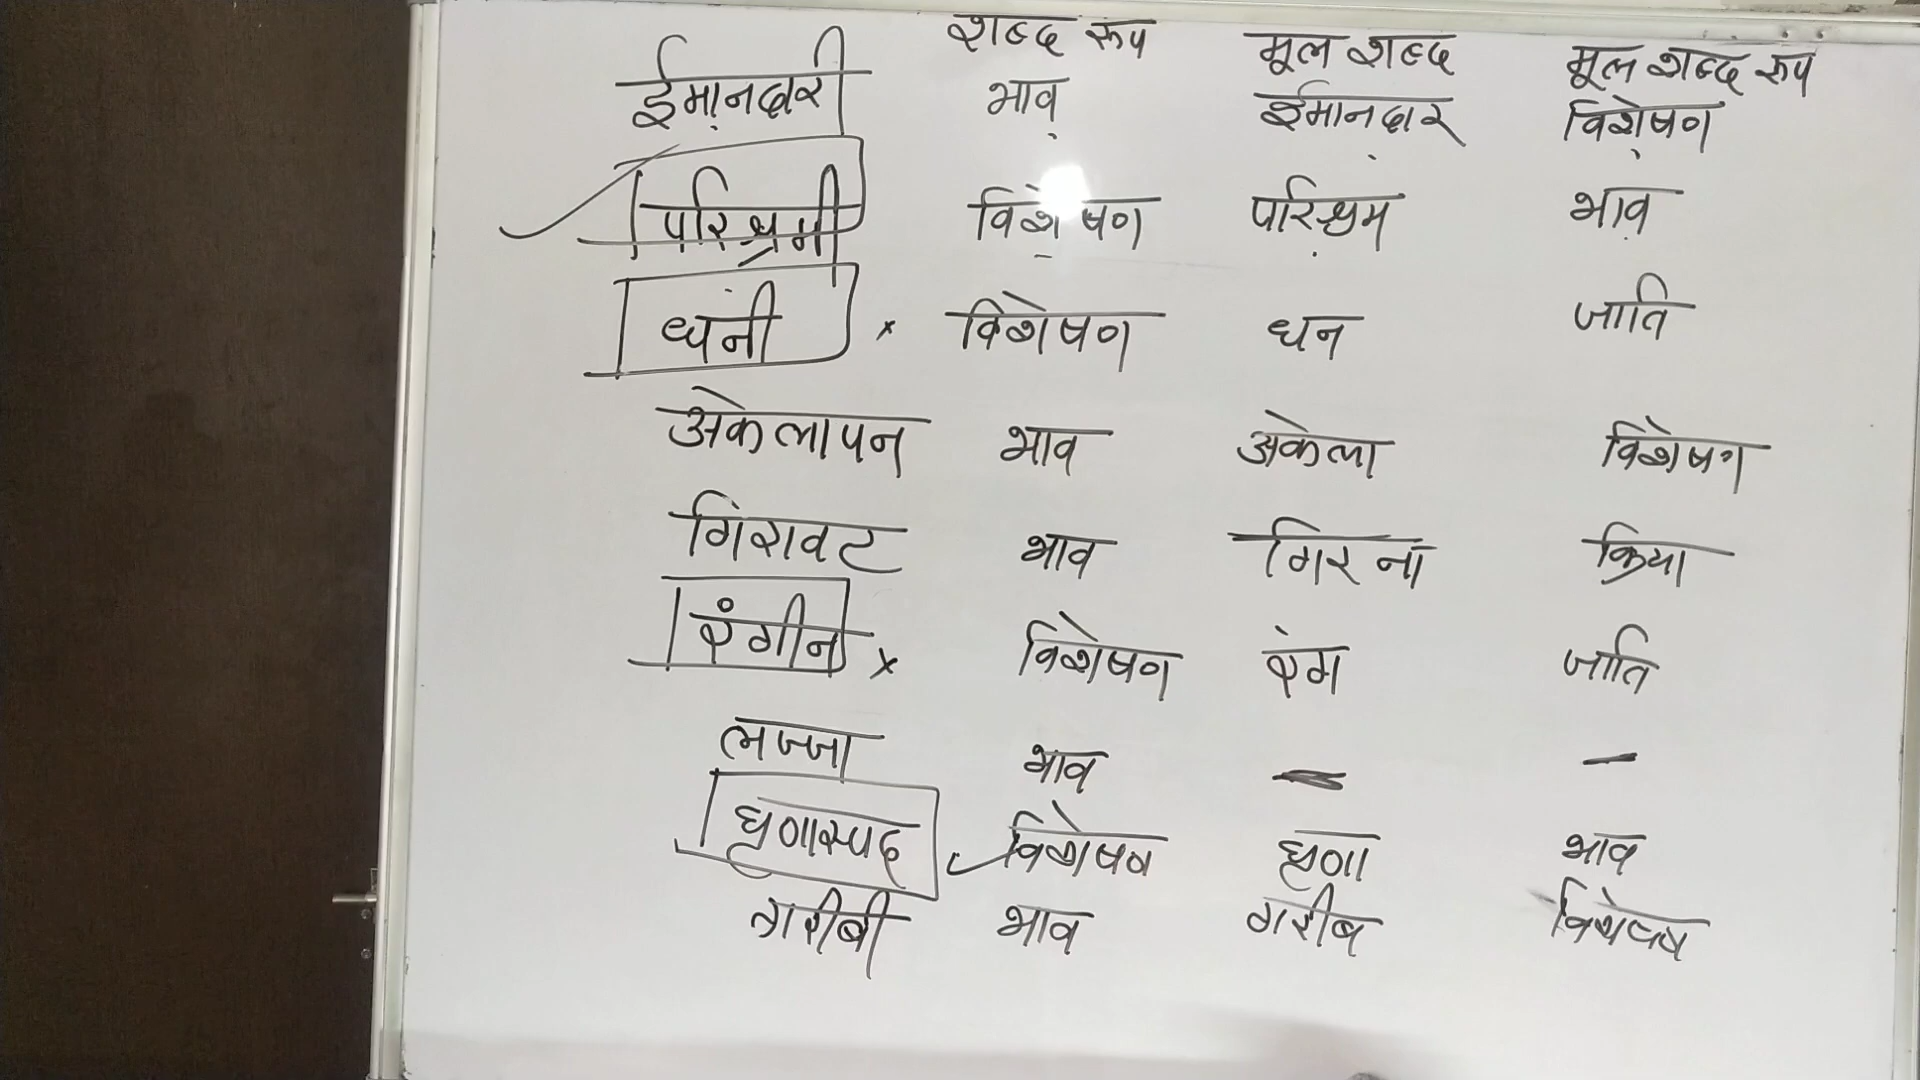 शब्द रूप मूल शब्द मूल शब्द रूप
ईमानदारी भाव ईमानदार विशेषण
परिश्रमी विशेषण परिश्रम भाव
धनी × विशेषण धन जाति
अकेलापन भाव अकेला विशेषण
गिरावट भाव गिरना क्रिया
रंगीन × विशेषण रंग जाति
लज्जा भाव — —
घृणास्पद विशेषण घृणा भाव
गरीबी भाव गरीब विशेषण